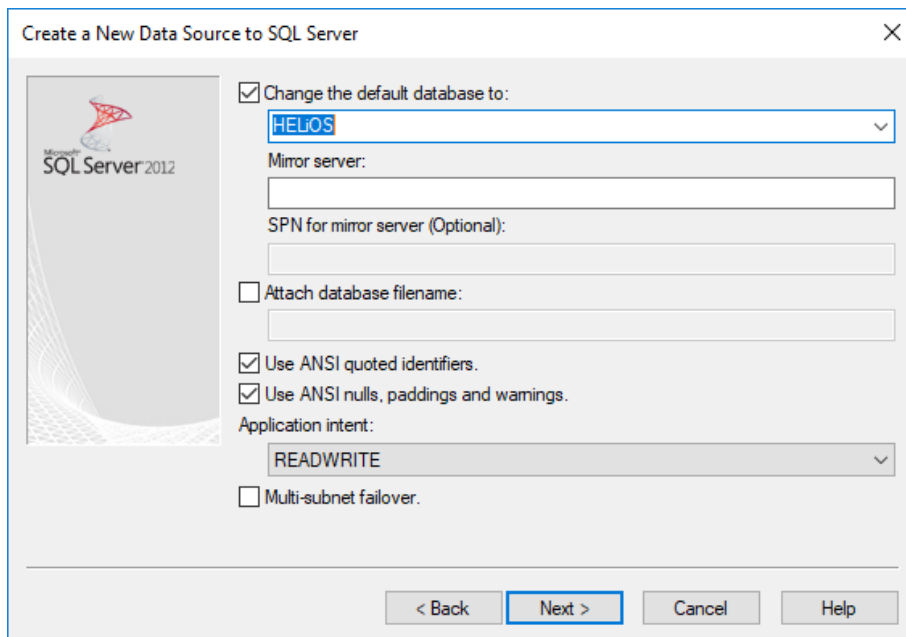 Create a New Data Source to SQL Server
Microsoft
SQL Server 2012
Change the default database to:
HELiOS
Mirror server:
SPN for mirror server (Optional):
Attach database filename:
Use ANSI quoted identifiers.
Use ANSI nulls, paddings and warnings.
Application intent:
READWRITE
Multi-subnet failover.
< Back Next > Cancel Help